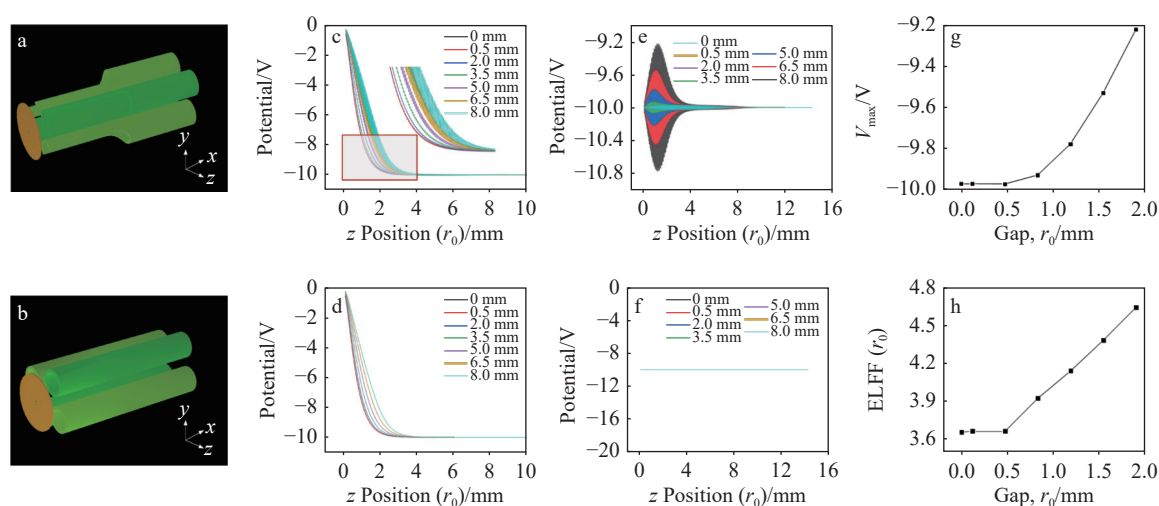 a
y
x
z
c
0
−2
−4
−6
−8
−10
Potential/V
0 mm
0.5 mm
2.0 mm
3.5 mm
5.0 mm
6.5 mm
8.0 mm
0 2 4 6 8 10
z Position (r0)/mm
e
−9.2
−9.6
−10.0
−10.4
−10.8
Potential/V
0 mm
0.5 mm
2.0 mm
3.5 mm
5.0 mm
6.5 mm
8.0 mm
0 4 8 12 16
z Position (r0)/mm
g
−9.2
−9.4
−9.6
−9.8
−10.0
Vmax/V
0.0 0.5 1.0 1.5 2.0
Gap, r0/mm
b
y
x
z
d
0
−2
−4
−6
−8
−10
Potential/V
0 mm
0.5 mm
2.0 mm
3.5 mm
5.0 mm
6.5 mm
8.0 mm
0 2 4 6 8 10
z Position (r0)/mm
f
0
−4
−8
−12
−16
−20
Potential/V
0 mm
0.5 mm
2.0 mm
3.5 mm
5.0 mm
6.5 mm
8.0 mm
0 4 8 12 16
z Position (r0)/mm
h
4.8
4.5
4.2
3.9
3.6
ELFF (r0)
0.0 0.5 1.0 1.5 2.0
Gap, r0/mm